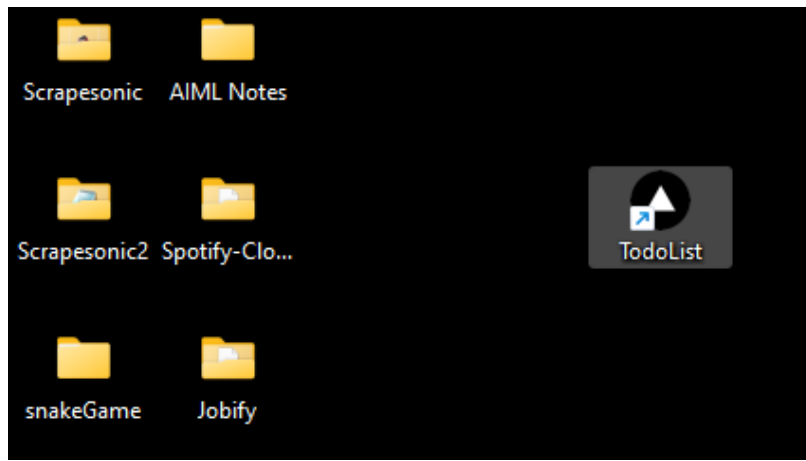 Scrapesonic
AIML Notes
Scrapesonic2
Spotify-Clo...
TodoList
snakeGame
Jobify